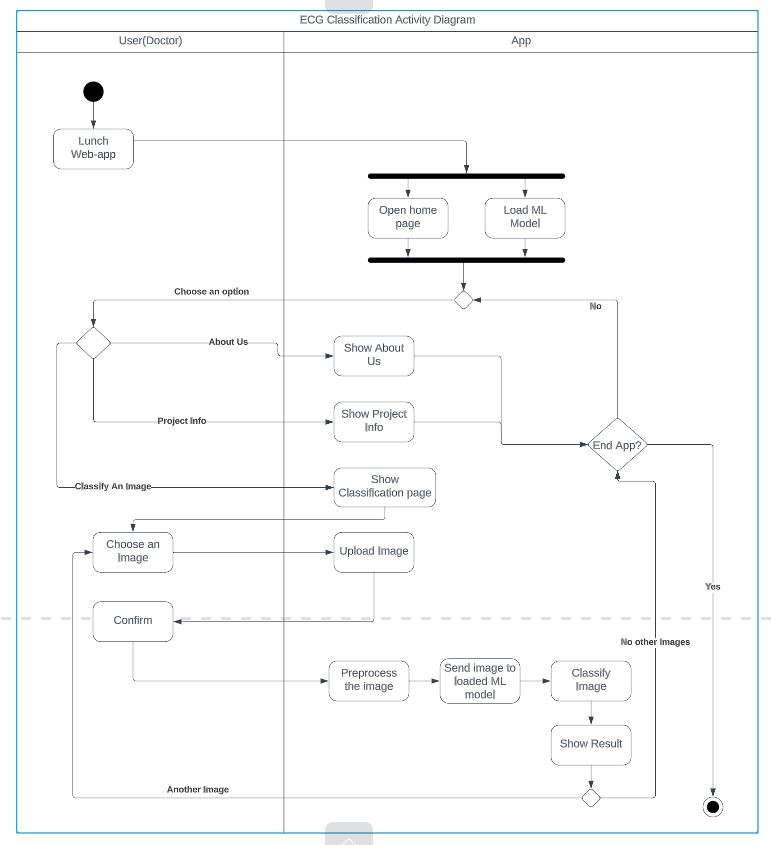 ECG Classification Activity Diagram
User(Doctor)
App
Lunch
Web-app
Open home
page
Load ML
Model
Choose an option
No
About Us
Show About
Us
Project Info
Show Project
Info
End App?
Classify An Image
Show
Classification page
Choose an
Image
Upload Image
Yes
Confirm
No other Images
Preprocess
the image
Send image to
loaded ML
model
Classify
Image
Show Result
Another Image